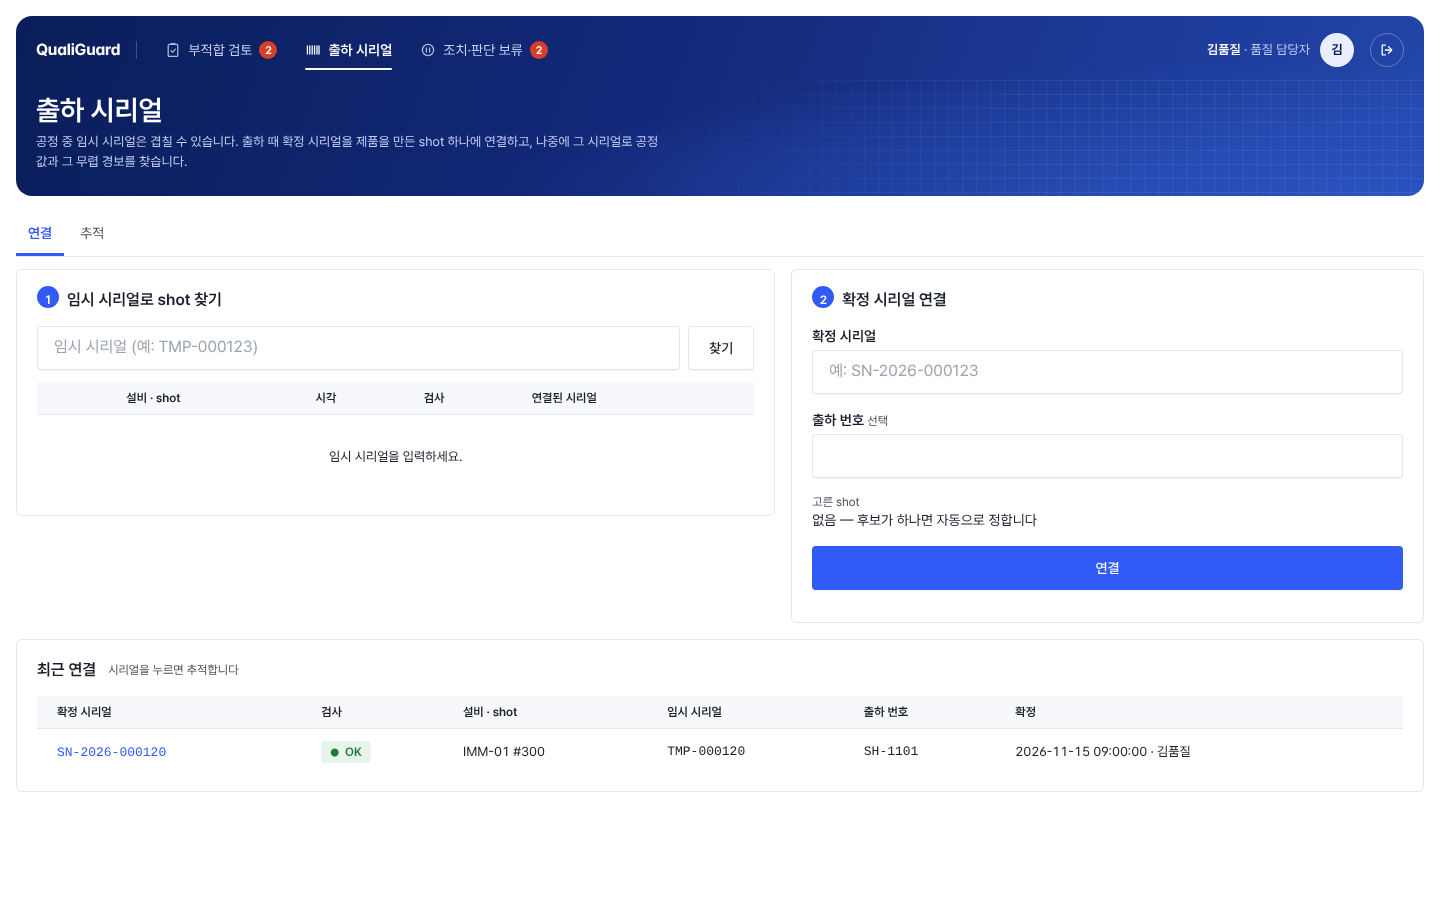 QualiGuard
부적합 검토 2
출하 시리얼
조치·판단 보류 2
김품질 · 품질 담당자
김
출하 시리얼
공정 중 임시 시리얼은 겹칠 수 있습니다. 출하 때 확정 시리얼을 제품을 만든 shot 하나에 연결하고, 나중에 그 시리얼로 공정
값과 그 무렵 경보를 찾습니다.
연결
추적
1 임시 시리얼로 shot 찾기
임시 시리얼 (예: TMP-000123)
찾기
설비 · shot 시각 검사 연결된 시리얼
임시 시리얼을 입력하세요.
2 확정 시리얼 연결
확정 시리얼
예: SN-2026-000123
출하 번호 선택
고른 shot
없음 — 후보가 하나면 자동으로 정합니다
연결
최근 연결 시리얼을 누르면 추적합니다
확정 시리얼 검사 설비 · shot 임시 시리얼 출하 번호 확정
SN-2026-000120 OK IMM-01 #300 TMP-000120 SH-1101 2026-11-15 09:00:00 · 김품질